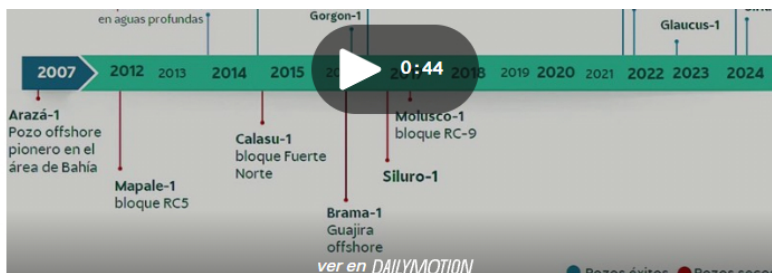 en aguas profundas
Gorgon-1
Glaucus-1
0:44
2007 2012 2013 2014 2015 2018 2019 2020 2021 2022 2023 2024
Arazá-1
Pozo offshore
pionero en el
área de Bahía
Mapale-1
bloque RC5
Calasu-1
bloque Fuerte
Norte
Brama-1
Guajira
offshore
Siluro-1
Molusco-1
bloque RC-9
ver en DAILYMOTION
Pozos éxitos